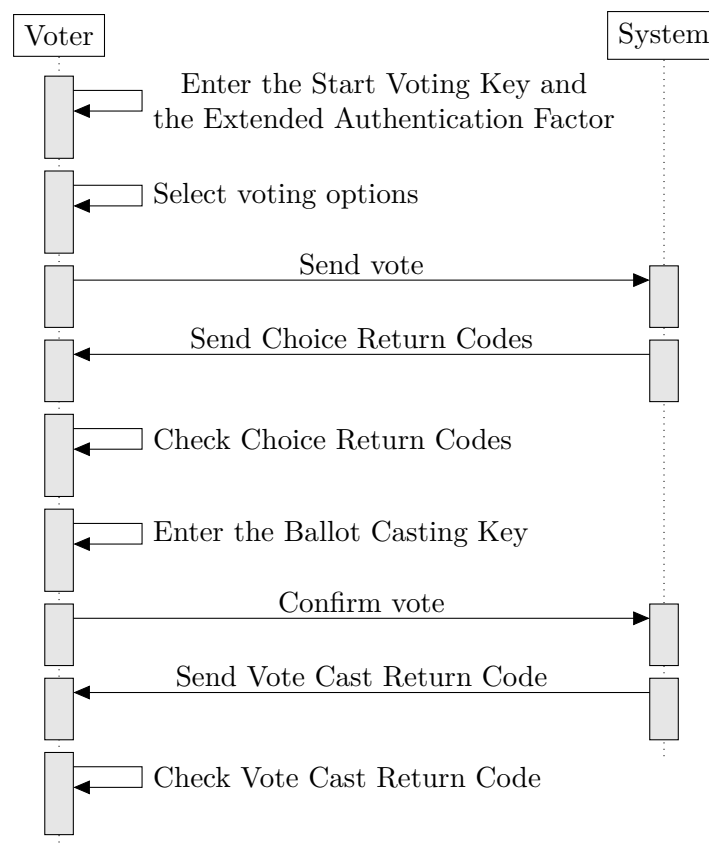 Voter
System
Enter the Start Voting Key and
the Extended Authentication Factor
Select voting options
Send vote
Send Choice Return Codes
Check Choice Return Codes
Enter the Ballot Casting Key
Confirm vote
Send Vote Cast Return Code
Check Vote Cast Return Code